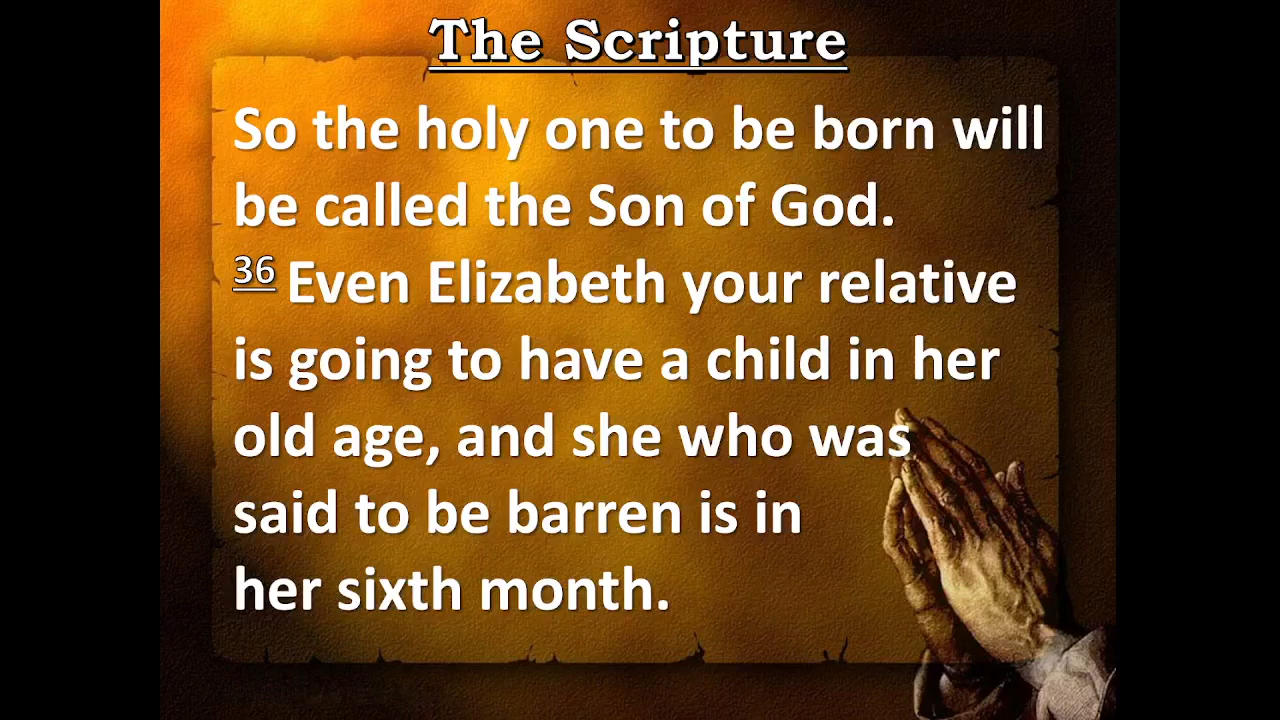 The Scripture
So the holy one to be born will
be called the Son of God.
36 Even Elizabeth your relative
is going to have a child in her
old age, and she who was
said to be barren is in
her sixth month.